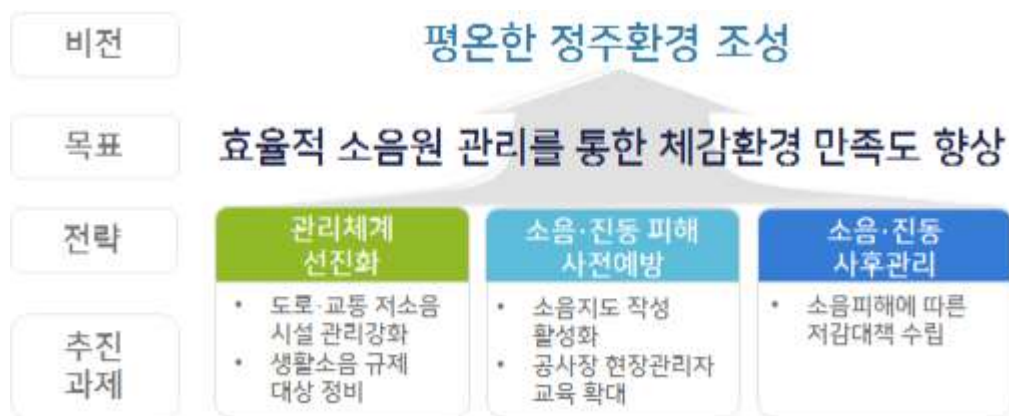 비전
평온한 정주환경 조성
목표
효율적 소음원 관리를 통한 체감환경 만족도 향상
전략
관리체계
선진화
소음·진동 피해
사전예방
소음·진동
사후관리
추진
과제
• 도로·교통 저소음
시설 관리강화
• 생활소음 규제
대상 정비
• 소음지도 작성
활성화
• 공사장 현장관리자
교육 확대
• 소음피해에 따른
저감대책 수립